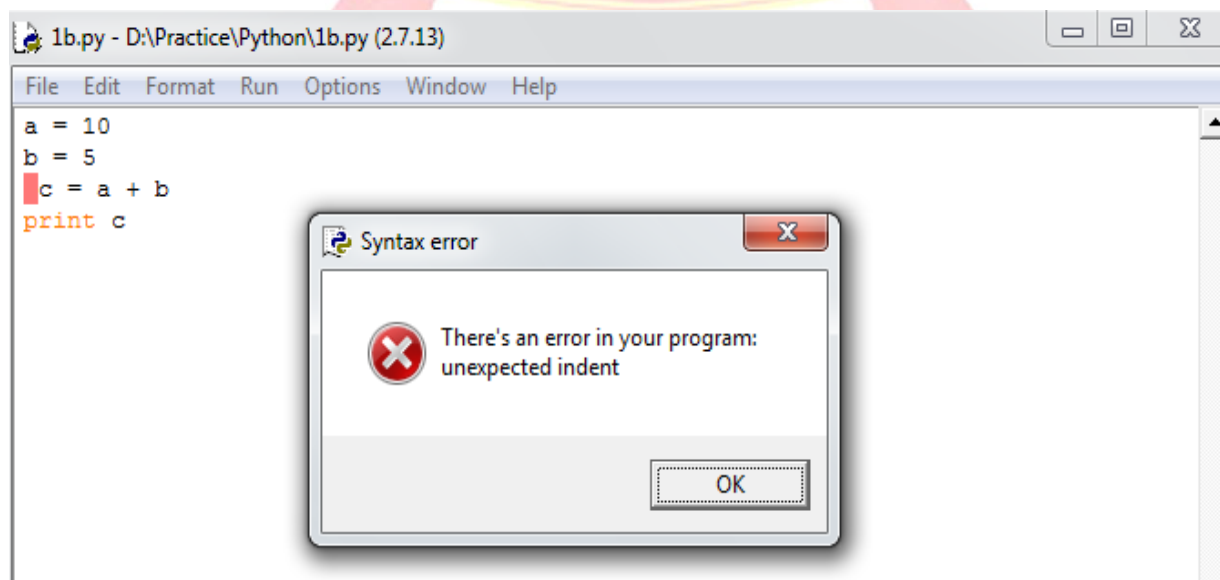 1b.py - D:\Practice\Python\1b.py (2.7.13)
File Edit Format Run Options Window Help
a = 10
b = 5
 c = a + b
print c
Syntax error
There's an error in your program:
unexpected indent
OK